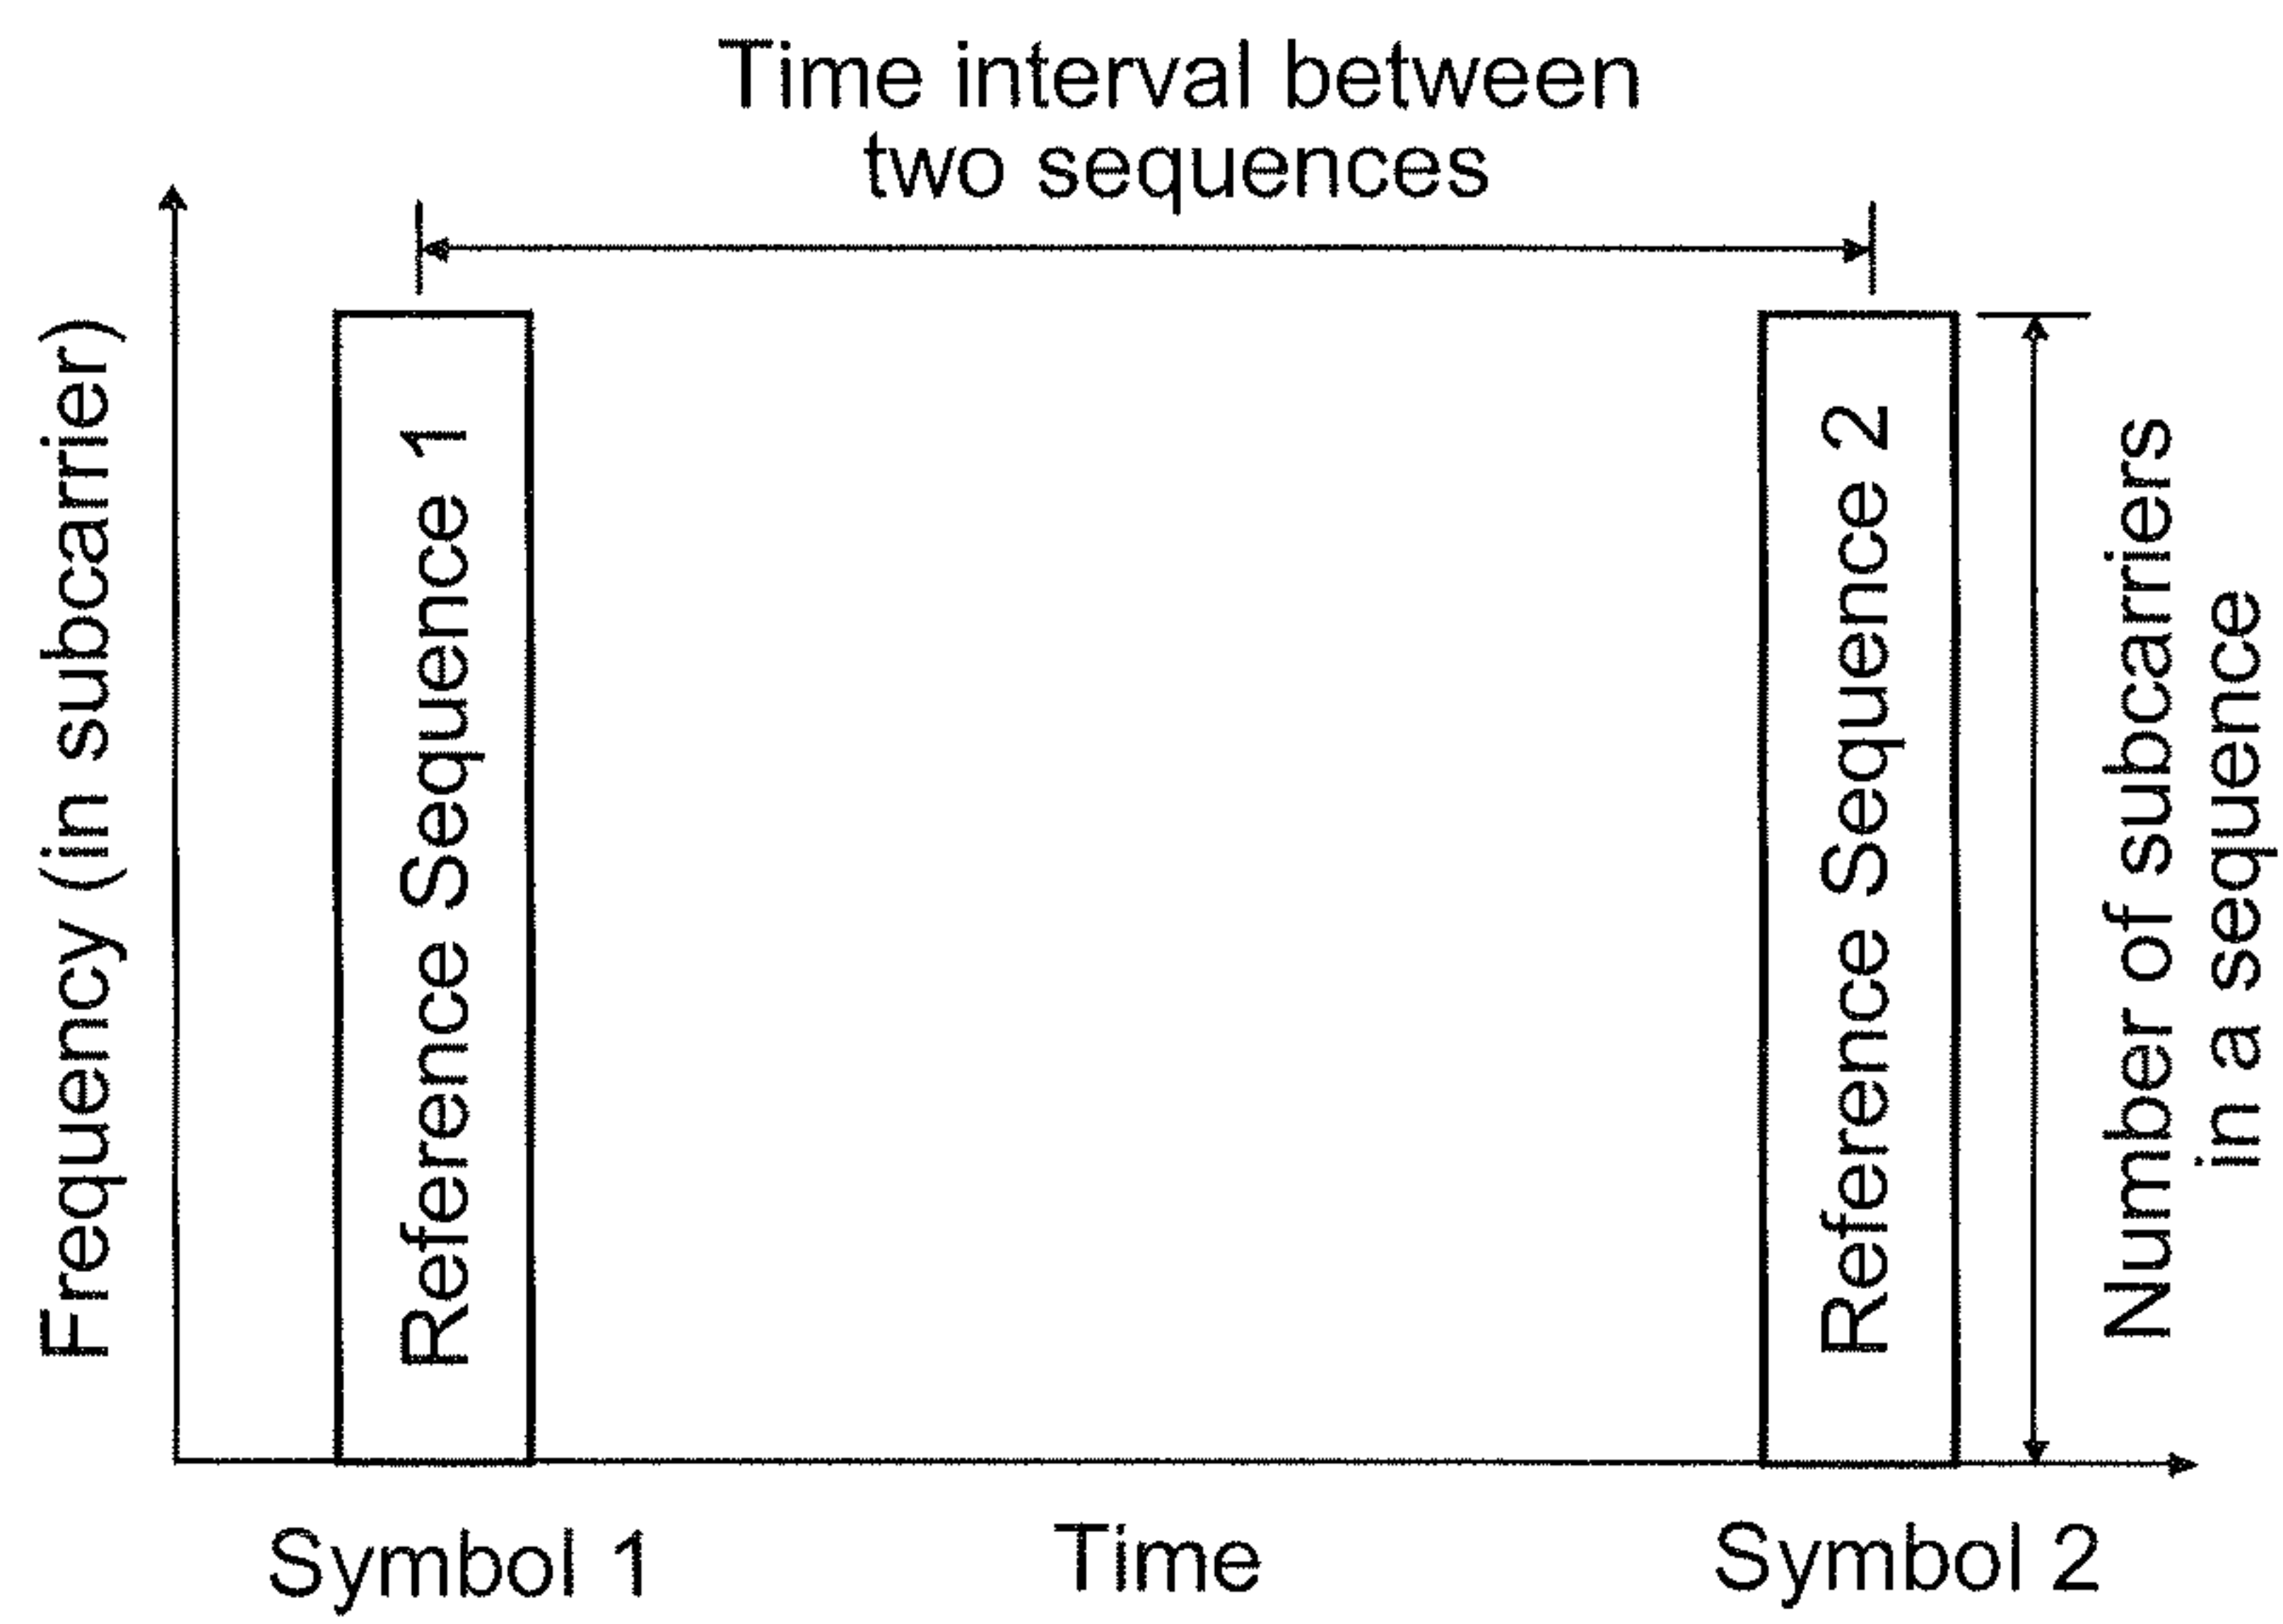 Time interval between
two sequences
Frequency (in subcarrier)
Reference Sequence 1
Reference Sequence 2
Number of subcarriers
in a sequence
Symbol 1
Time
Symbol 2